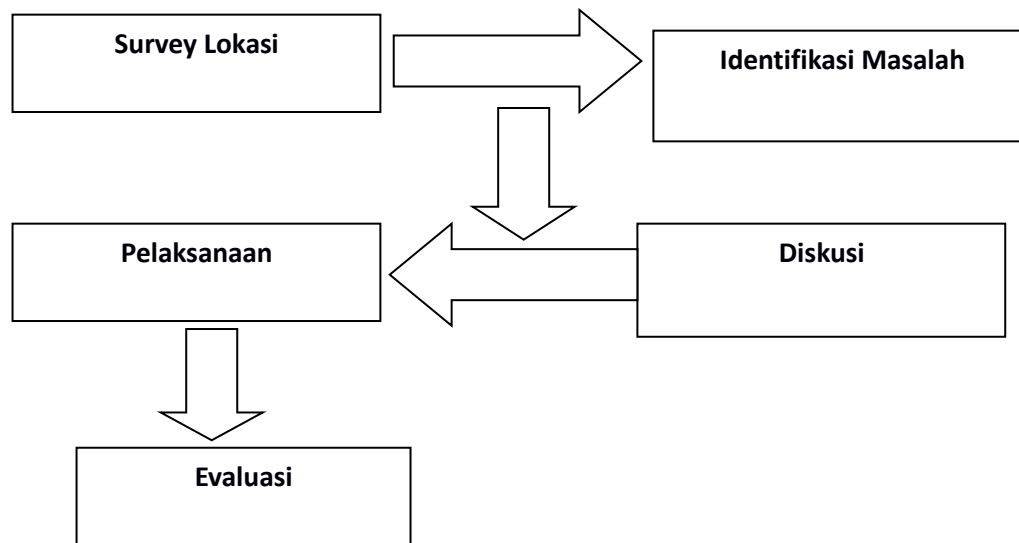 Survey Lokasi
Identifikasi Masalah
Pelaksanaan
Diskusi
Evaluasi